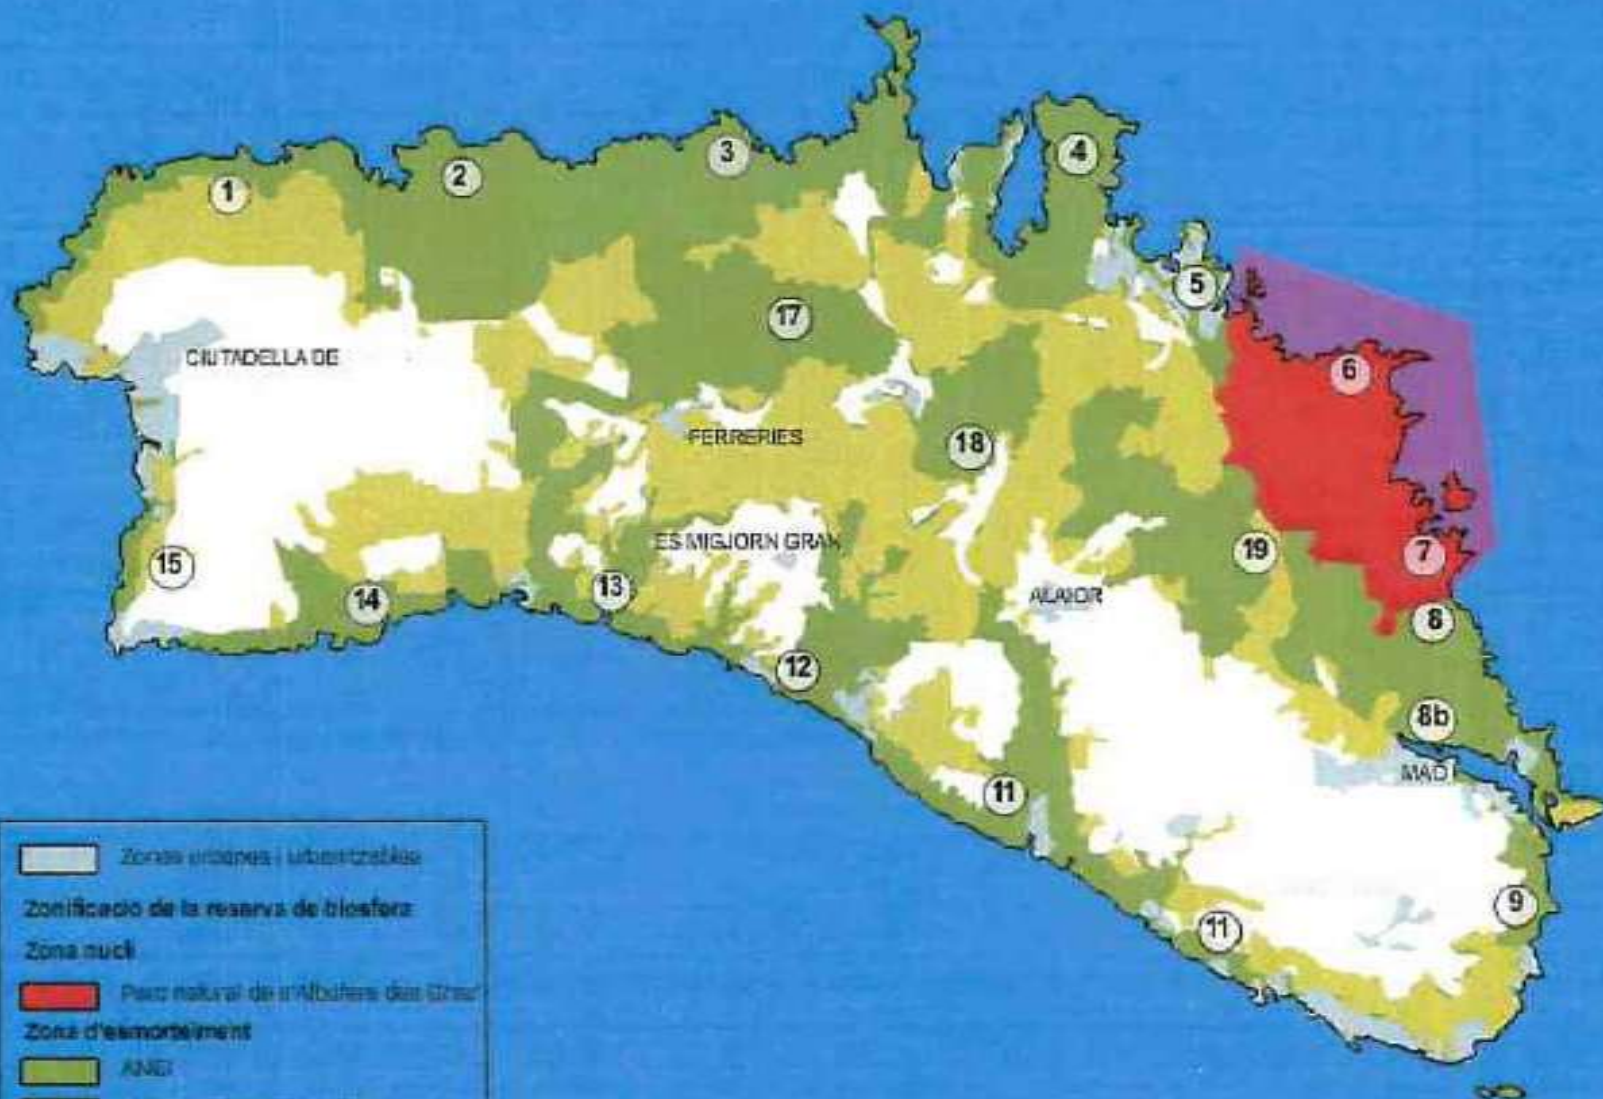 1
2
3
4
5
6
7
8
8b
9
11
11
12
13
14
15
17
18
19
CIUTADELLA DE
FERRERIES
ES MIGJORN GRAN
ALAIOR
MAÓ
Zones urbanes i urbanitzables
Zonificació de la reserva de biosfera
Zona nucli
Parc natural de s'Albufera des Grau
Zona d'esmorteïment
ANEI